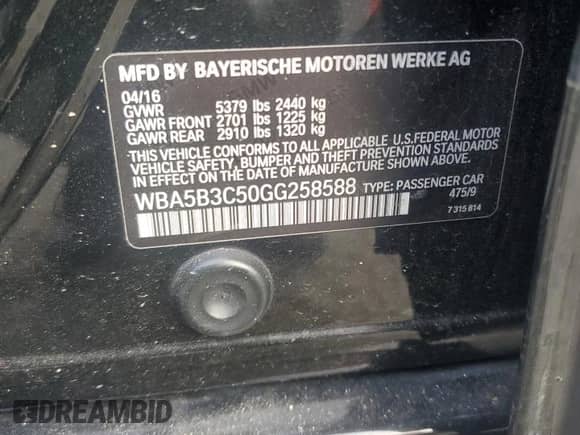 MFD BY BAYERISCHE MOTOREN WERKE AG
04/16
GVWR 5379 lbs 2440 kg
GAWR FRONT 2701 lbs 1225 kg
GAWR REAR 2910 lbs 1320 kg
THIS VEHICLE CONFORMS TO ALL APPLICABLE U.S.FEDERAL MOTOR
VEHICLE SAFETY, BUMPER AND THEFT PREVENTION STANDARDS
IN EFFECT ON THE DATE OF MANUFACTURE SHOWN ABOVE.
WBA5B3C50GG258588 TYPE: PASSENGER CAR
475/9
7 315 814
DREAMBID